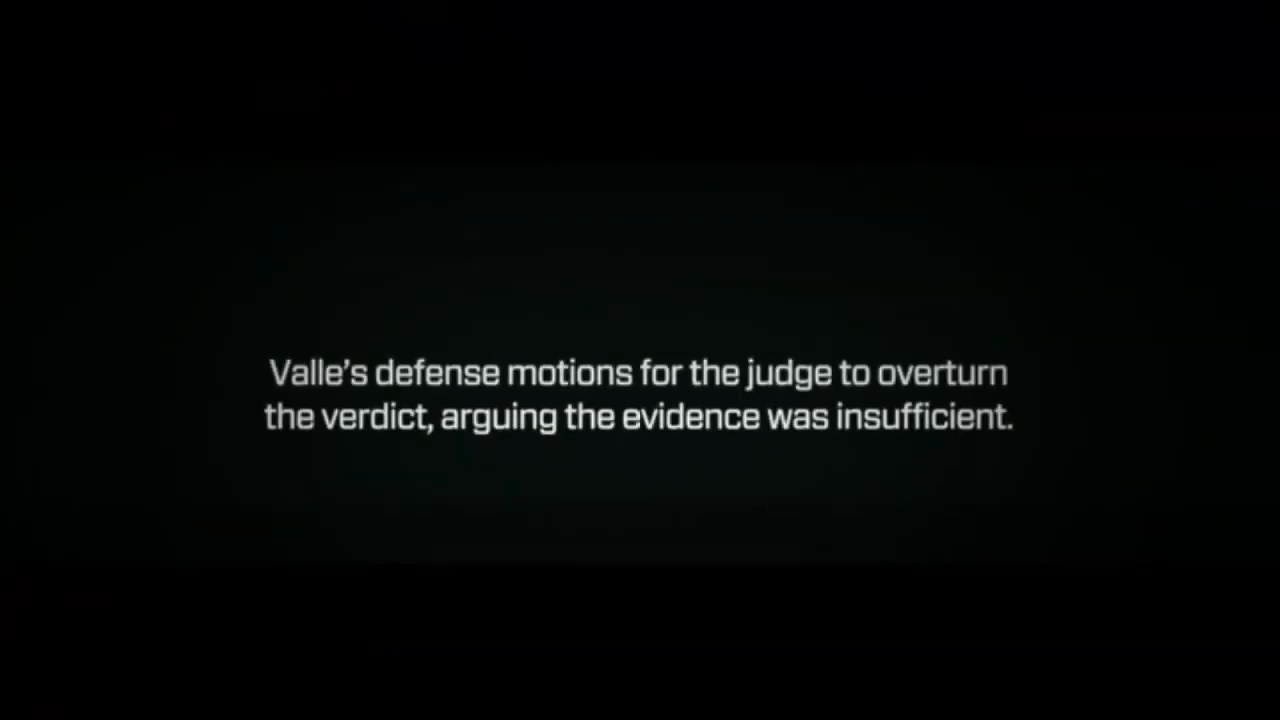 Valle’s defense motions for the judge to overturn
the verdict, arguing the evidence was insufficient.